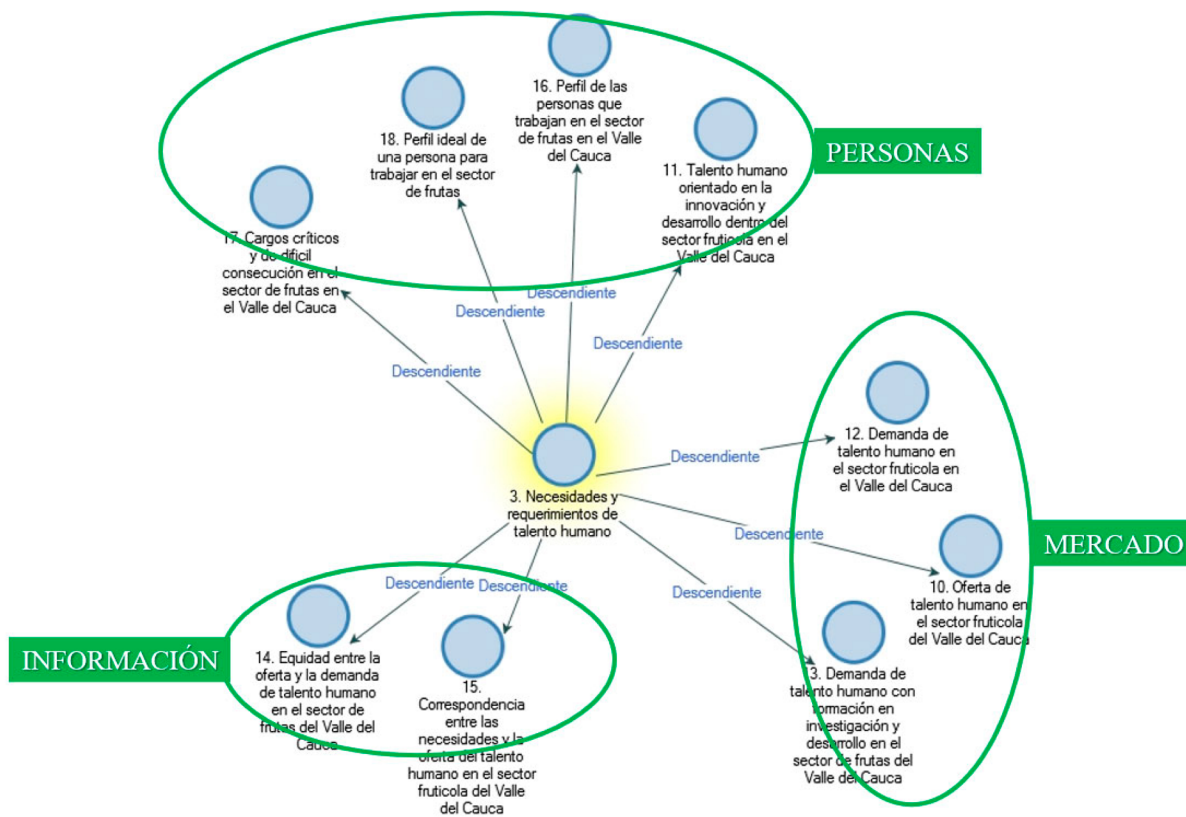 16. Perfil de las
personas que
trabajan en el sector
de frutas en el Valle
del Cauca
18. Perfil ideal de
una persona para
trabajar en el sector
de frutas
11. Talento humano
orientado en la
innovación y
desarrollo dentro del
sector fruticola en el
Valle del Cauca
PERSONAS
17. Cargos críticos
y de dificil
consecución en el
sector de frutas en
el Valle del Cauca
Descendiente
Descendiente
Descendiente
Descendiente
12. Demanda de
talento humano en
el sector fruticola en
el Valle del Cauca
Descendiente
3. Necesidades y
requerimientos de
talento humano
Descendiente
MERCADO
10. Oferta de
talento humano en
el sector fruticola
del Valle del Cauca
Descendiente
Descendiente
Descendiente
INFORMACIÓN
14. Equidad entre la
oferta y la demanda
de talento humano
en el sector de
frutas del Valle del
Cauca
15.
Correspondencia
entre las
necesidades y la
oferta del talento
humano en el sector
fruticola del Valle
del Cauca
13. Demanda de
talento humano con
formación en
investigación y
desarrollo en el
sector de frutas del
Valle del Cauca